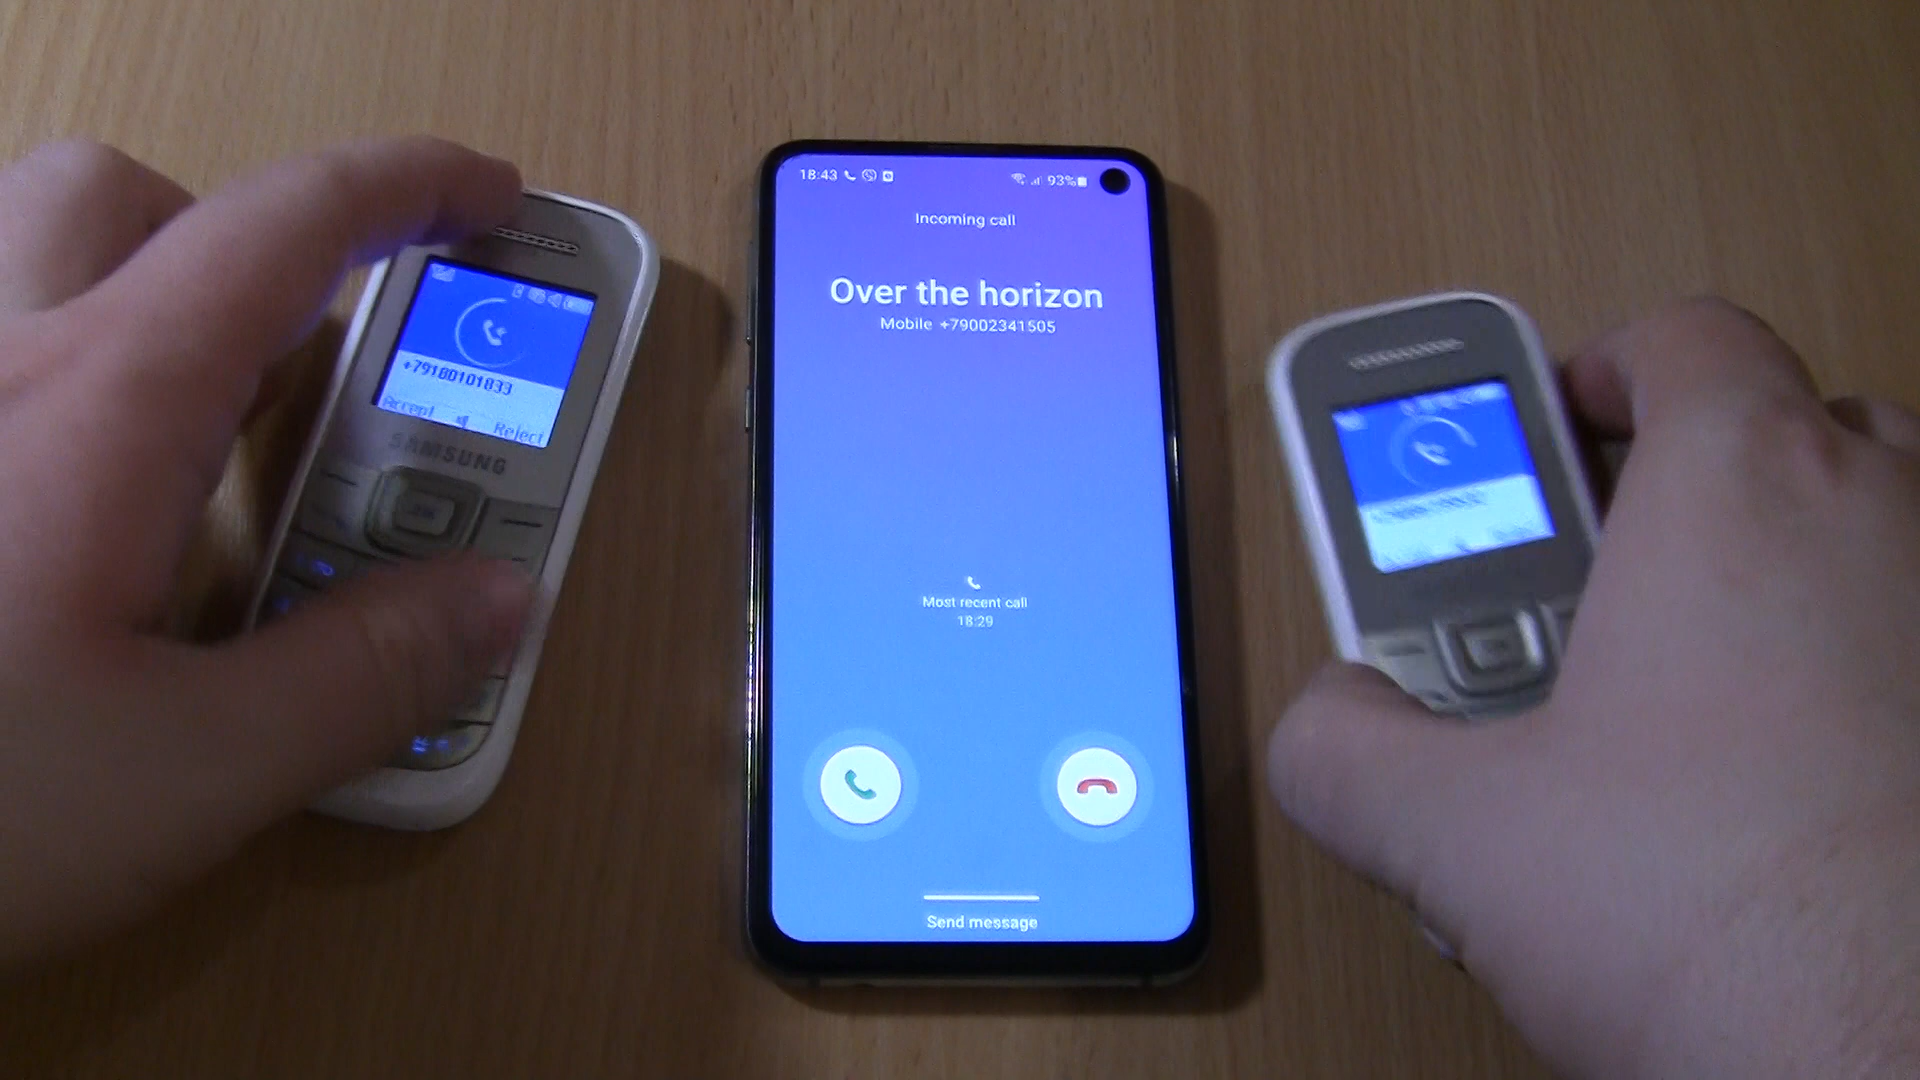 +79180101833
Accept
Reject
SAMSUNG
18:43
93%
Incoming call
Over the horizon
Mobile +79002341505
Most recent call
18:29
Send message